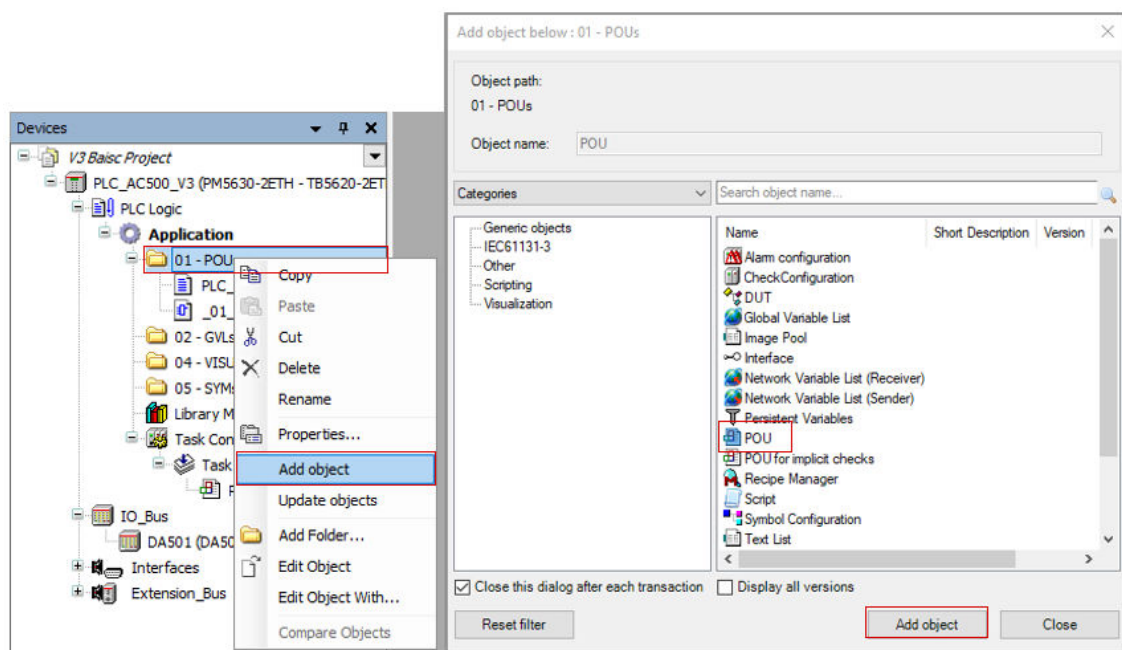 Devices
V3 Baisc Project
PLC_AC500_V3 (PM5630-2ETH - TB5620-2ET
PLC Logic
Application
01 - POU
PLC_
_01_
02 - GVLs
04 - VISU
05 - SYMs
Library M
Task Con
Task
IO_Bus
DA501 (DA50
Interfaces
Extension_Bus
Copy
Paste
Cut
Delete
Rename
Properties...
Add object
Update objects
Add Folder...
Edit Object
Edit Object With...
Compare Objects
Add object below : 01 - POUs
Object path:
01 - POUs
Object name: POU
Categories
Search object name...
Generic objects
IEC61131-3
Other
Scripting
Visualization
Name Short Description Version
Alarm configuration
CheckConfiguration
DUT
Global Variable List
Image Pool
Interface
Network Variable List (Receiver)
Network Variable List (Sender)
Persistent Variables
POU
POU for implicit checks
Recipe Manager
Script
Symbol Configuration
Text List
Close this dialog after each transaction
Display all versions
Reset filter
Add object
Close